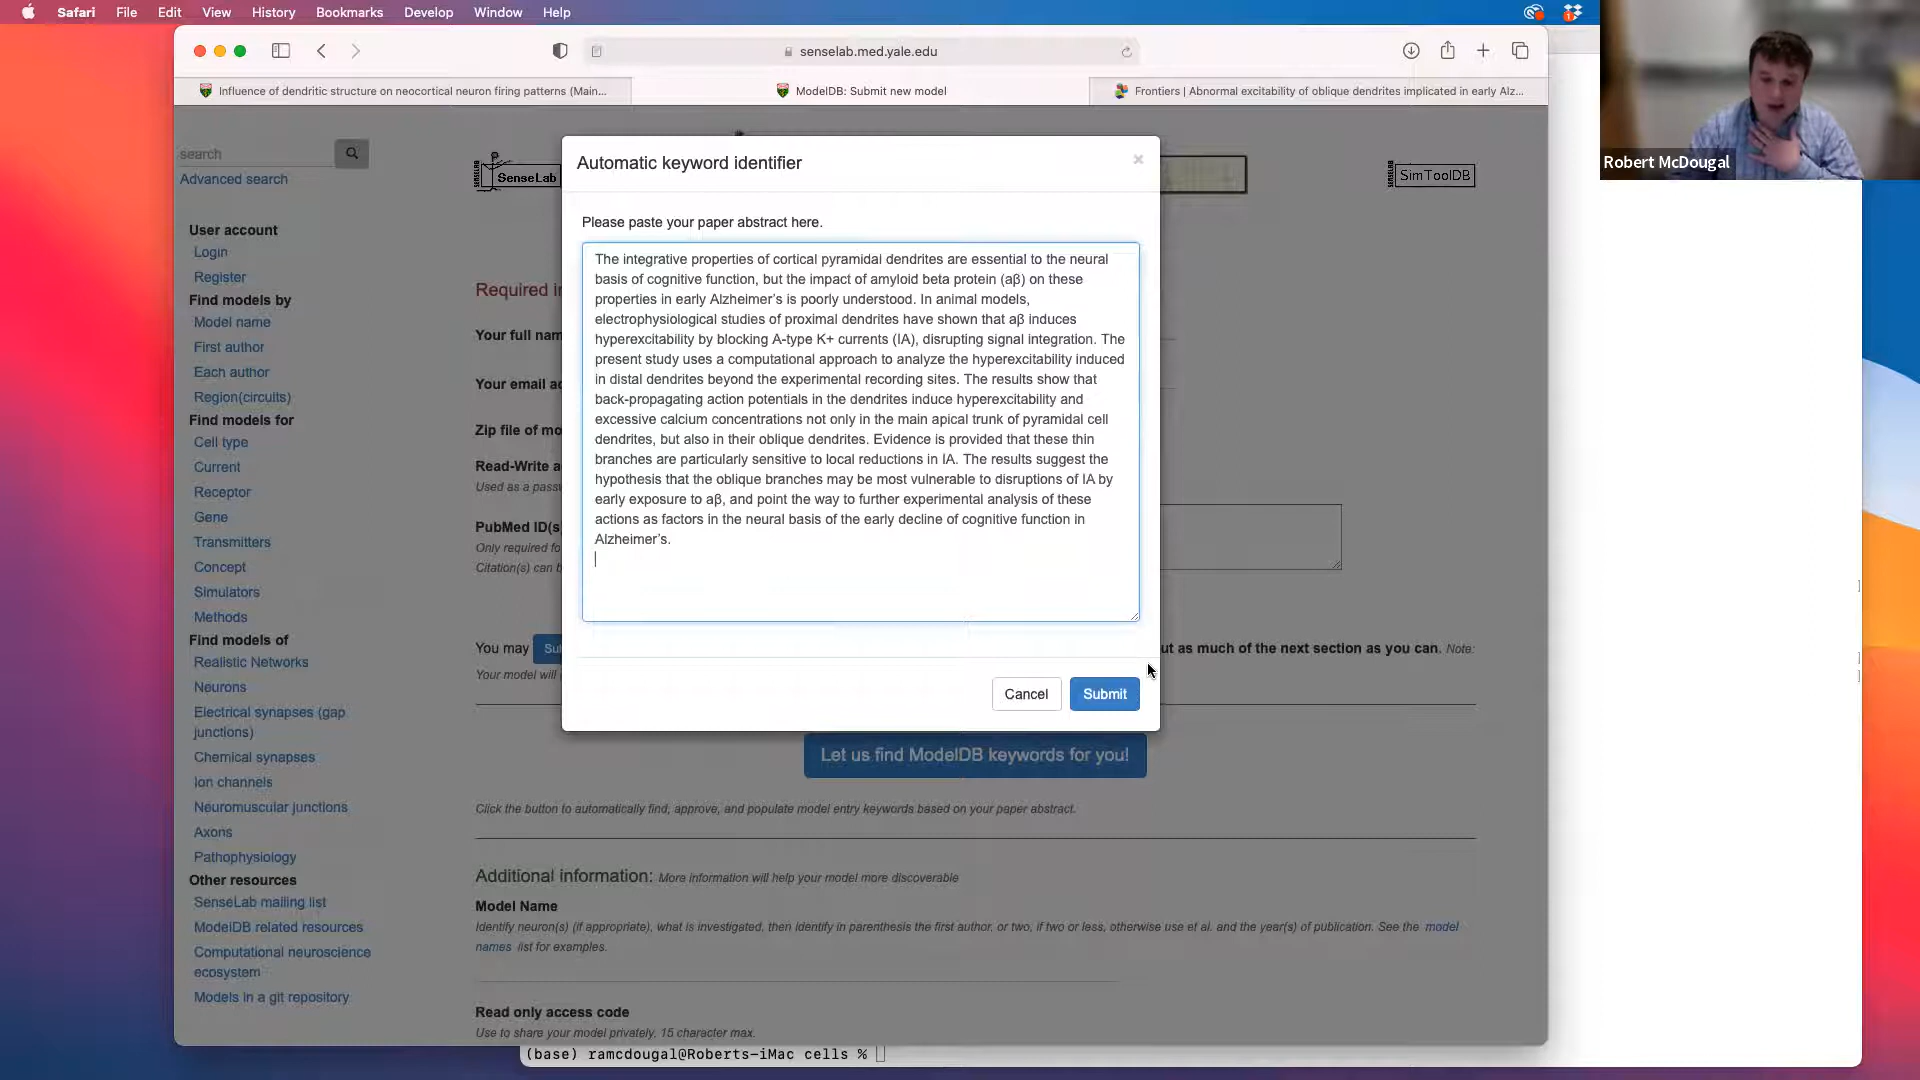 Safari File Edit View History Bookmarks Develop Window Help
senselab.med.yale.edu
Influence of dendritic structure on neocortical neuron firing patterns (Main...
ModelDB: Submit new model
Frontiers | Abnormal excitability of oblique dendrites implicated in early Alz...
Robert McDougal
search
Advanced search
SenseLab
SimToolDB
User account
Login
Register
Find models by
Model name
First author
Each author
Region(circuits)
Find models for
Cell type
Current
Receptor
Gene
Transmitters
Concept
Simulators
Methods
Find models of
Realistic Networks
Neurons
Electrical synapses (gap
junctions)
Chemical synapses
Ion channels
Neuromuscular junctions
Axons
Pathophysiology
Other resources
SenseLab mailing list
ModelDB related resources
Computational neuroscience
ecosystem
Models in a git repository
Automatic keyword identifier
×
Please paste your paper abstract here.
The integrative properties of cortical pyramidal dendrites are essential to the neural
basis of cognitive function, but the impact of amyloid beta protein (aβ) on these
properties in early Alzheimer's is poorly understood. In animal models,
electrophysiological studies of proximal dendrites have shown that aβ induces
hyperexcitability by blocking A-type K+ currents (IA), disrupting signal integration. The
present study uses a computational approach to analyze the hyperexcitability induced
in distal dendrites beyond the experimental recording sites. The results show that
back-propagating action potentials in the dendrites induce hyperexcitability and
excessive calcium concentrations not only in the main apical trunk of pyramidal cell
dendrites, but also in their oblique dendrites. Evidence is provided that these thin
branches are particularly sensitive to local reductions in IA. The results suggest the
hypothesis that the oblique branches may be most vulnerable to disruptions of IA by
early exposure to aβ, and point the way to further experimental analysis of these
actions as factors in the neural basis of the early decline of cognitive function in
Alzheimer's.
Cancel Submit
Required i
Your full nam
Your email ad
Zip file of mo
Read-Write a
Used as a passw
PubMed ID(s
Only required fo
Citation(s) can b
You may Su ut as much of the next section as you can. Note:
Your model will
Let us find ModelDB keywords for you!
Click the button to automatically find, approve, and populate model entry keywords based on your paper abstract.
Additional information: More information will help your model more discoverable
Model Name
Identify neuron(s) (if appropriate), what is investigated, then identify in parenthesis the first author, or two, if two or less, otherwise use et al. and the year(s) of publication. See the model
names list for examples.
Read only access code
Use to share your model privately, 15 character max.
(base) ramcdougal@Roberts-iMac cells %